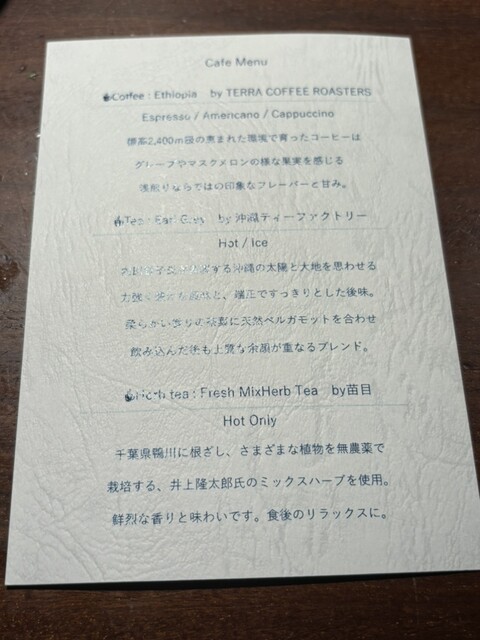 Cafe Menu
Coffee : Ethiopia by TERRA COFFEE ROASTERS
Espresso / Americano / Cappuccino
標高2,400m級の恵まれた環境で育ったコーヒーは
グレープやマスクメロンの様な果実を感じる
浅煎りならではの印象なフレーバーと甘み。
Tea : Earl Grey by 沖縄ティーファクトリー
Hot / Ice
する沖縄の太陽と大地を思わせる
、端正ですっきりとした後味。
柔らかい香りの茶葉に天然ベルガモットを合わせ
飲み込んだ後も上質な余韻が重なるブレンド。
tea : Fresh MixHerb Tea by苗目
Hot Only
千葉県鴨川に根ざし、さまざまな植物を無農薬で
栽培する、井上隆太郎氏のミックスハーブを使用。
鮮烈な香りと味わいです。食後のリラックスに。